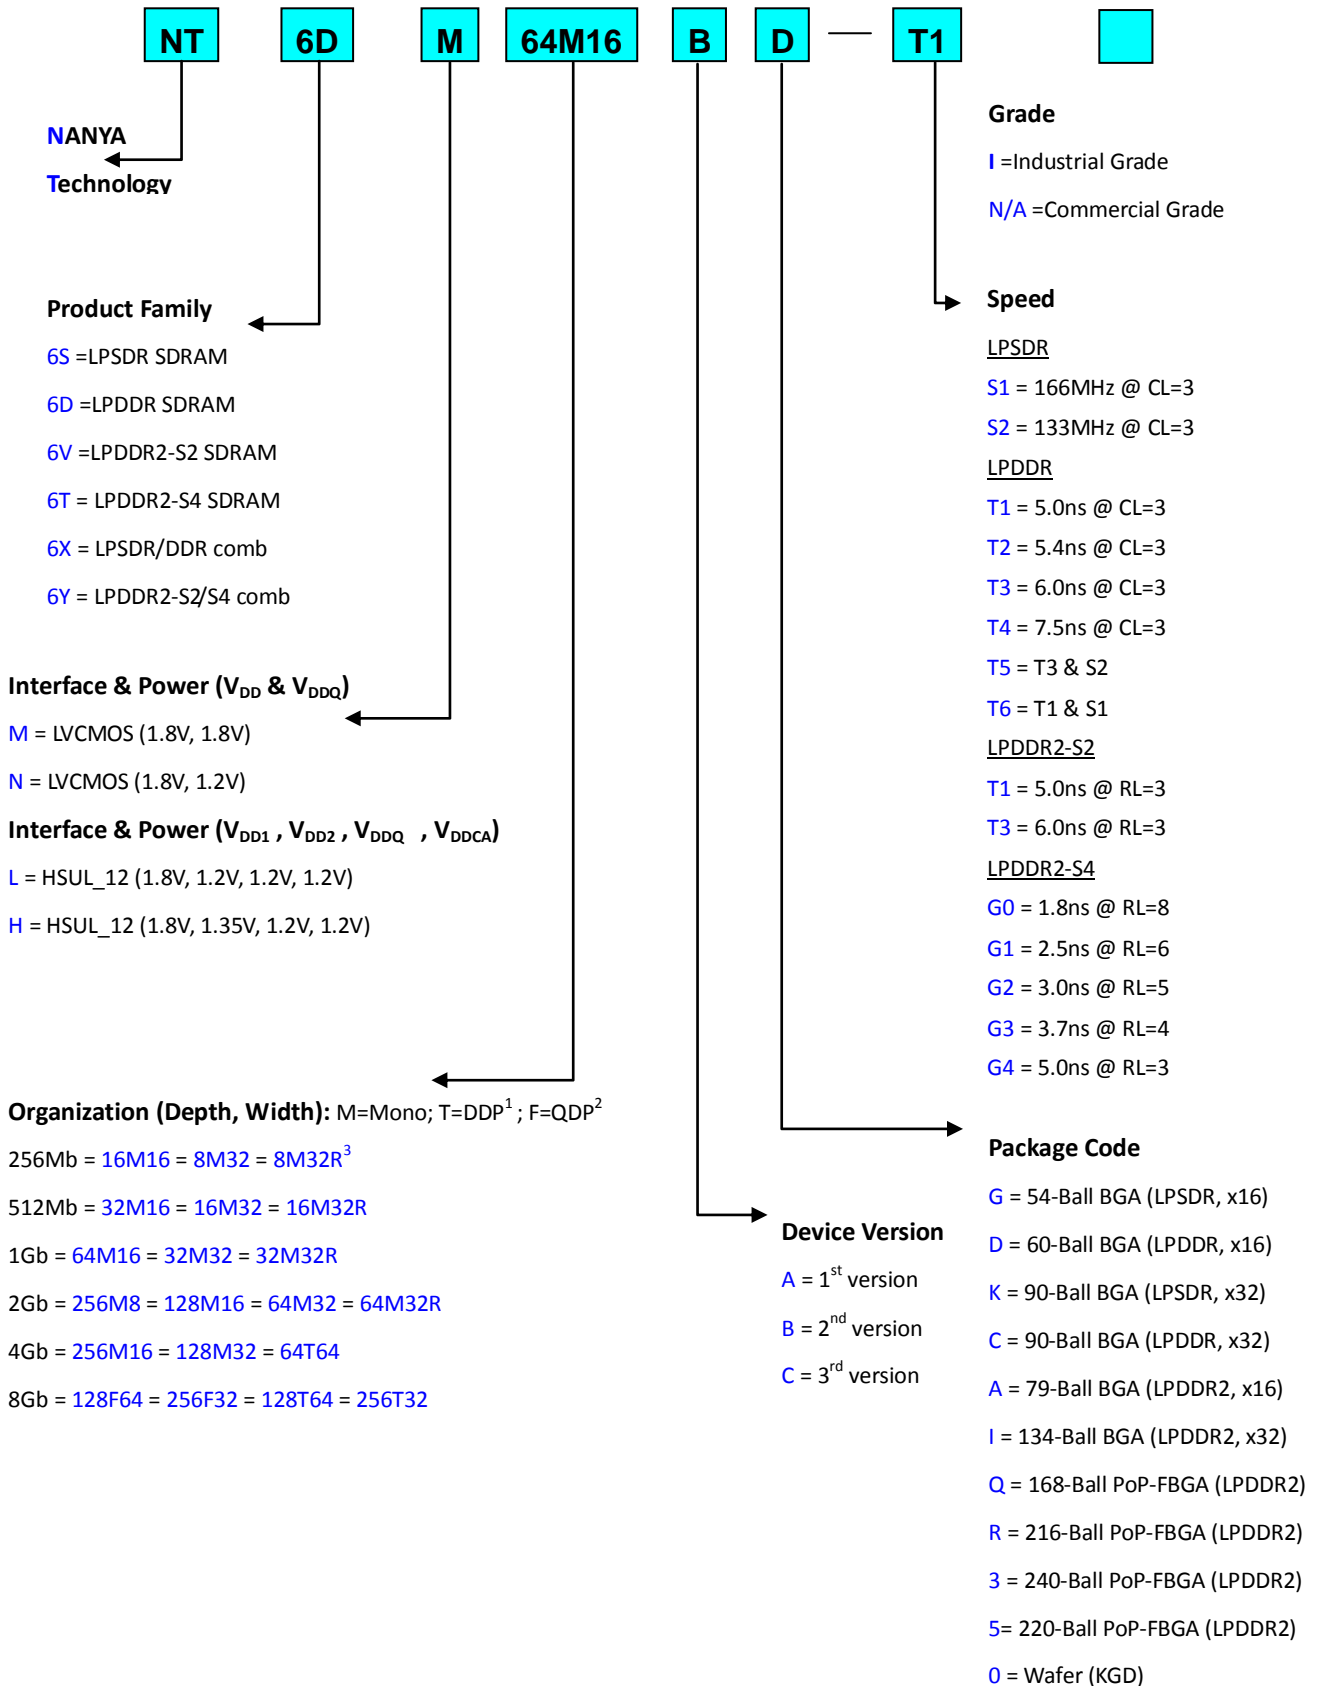 NT 6D M 64M16 B D — T1
NANYA
Technology
Product Family
6S =LPSDR SDRAM
6D =LPDDR SDRAM
6V =LPDDR2-S2 SDRAM
6T = LPDDR2-S4 SDRAM
6X = LPSDR/DDR comb
6Y = LPDDR2-S2/S4 comb
Interface & Power (VDD & VDDQ)
M = LVCMOS (1.8V, 1.8V)
N = LVCMOS (1.8V, 1.2V)
Interface & Power (VDD1 , VDD2 , VDDQ , VDDCA)
L = HSUL_12 (1.8V, 1.2V, 1.2V, 1.2V)
H = HSUL_12 (1.8V, 1.35V, 1.2V, 1.2V)
Organization (Depth, Width): M=Mono; T=DDP1 ; F=QDP2
256Mb = 16M16 = 8M32 = 8M32R3
512Mb = 32M16 = 16M32 = 16M32R
1Gb = 64M16 = 32M32 = 32M32R
2Gb = 256M8 = 128M16 = 64M32 = 64M32R
4Gb = 256M16 = 128M32 = 64T64
8Gb = 128F64 = 256F32 = 128T64 = 256T32
Device Version
A = 1st version
B = 2nd version
C = 3rd version
Grade
I =Industrial Grade
N/A =Commercial Grade
Speed
LPSDR
S1 = 166MHz @ CL=3
S2 = 133MHz @ CL=3
LPDDR
T1 = 5.0ns @ CL=3
T2 = 5.4ns @ CL=3
T3 = 6.0ns @ CL=3
T4 = 7.5ns @ CL=3
T5 = T3 & S2
T6 = T1 & S1
LPDDR2-S2
T1 = 5.0ns @ RL=3
T3 = 6.0ns @ RL=3
LPDDR2-S4
G0 = 1.8ns @ RL=8
G1 = 2.5ns @ RL=6
G2 = 3.0ns @ RL=5
G3 = 3.7ns @ RL=4
G4 = 5.0ns @ RL=3
Package Code
G = 54-Ball BGA (LPSDR, x16)
D = 60-Ball BGA (LPDDR, x16)
K = 90-Ball BGA (LPSDR, x32)
C = 90-Ball BGA (LPDDR, x32)
A = 79-Ball BGA (LPDDR2, x16)
I = 134-Ball BGA (LPDDR2, x32)
Q = 168-Ball PoP-FBGA (LPDDR2)
R = 216-Ball PoP-FBGA (LPDDR2)
3 = 240-Ball PoP-FBGA (LPDDR2)
5= 220-Ball PoP-FBGA (LPDDR2)
0 = Wafer (KGD)